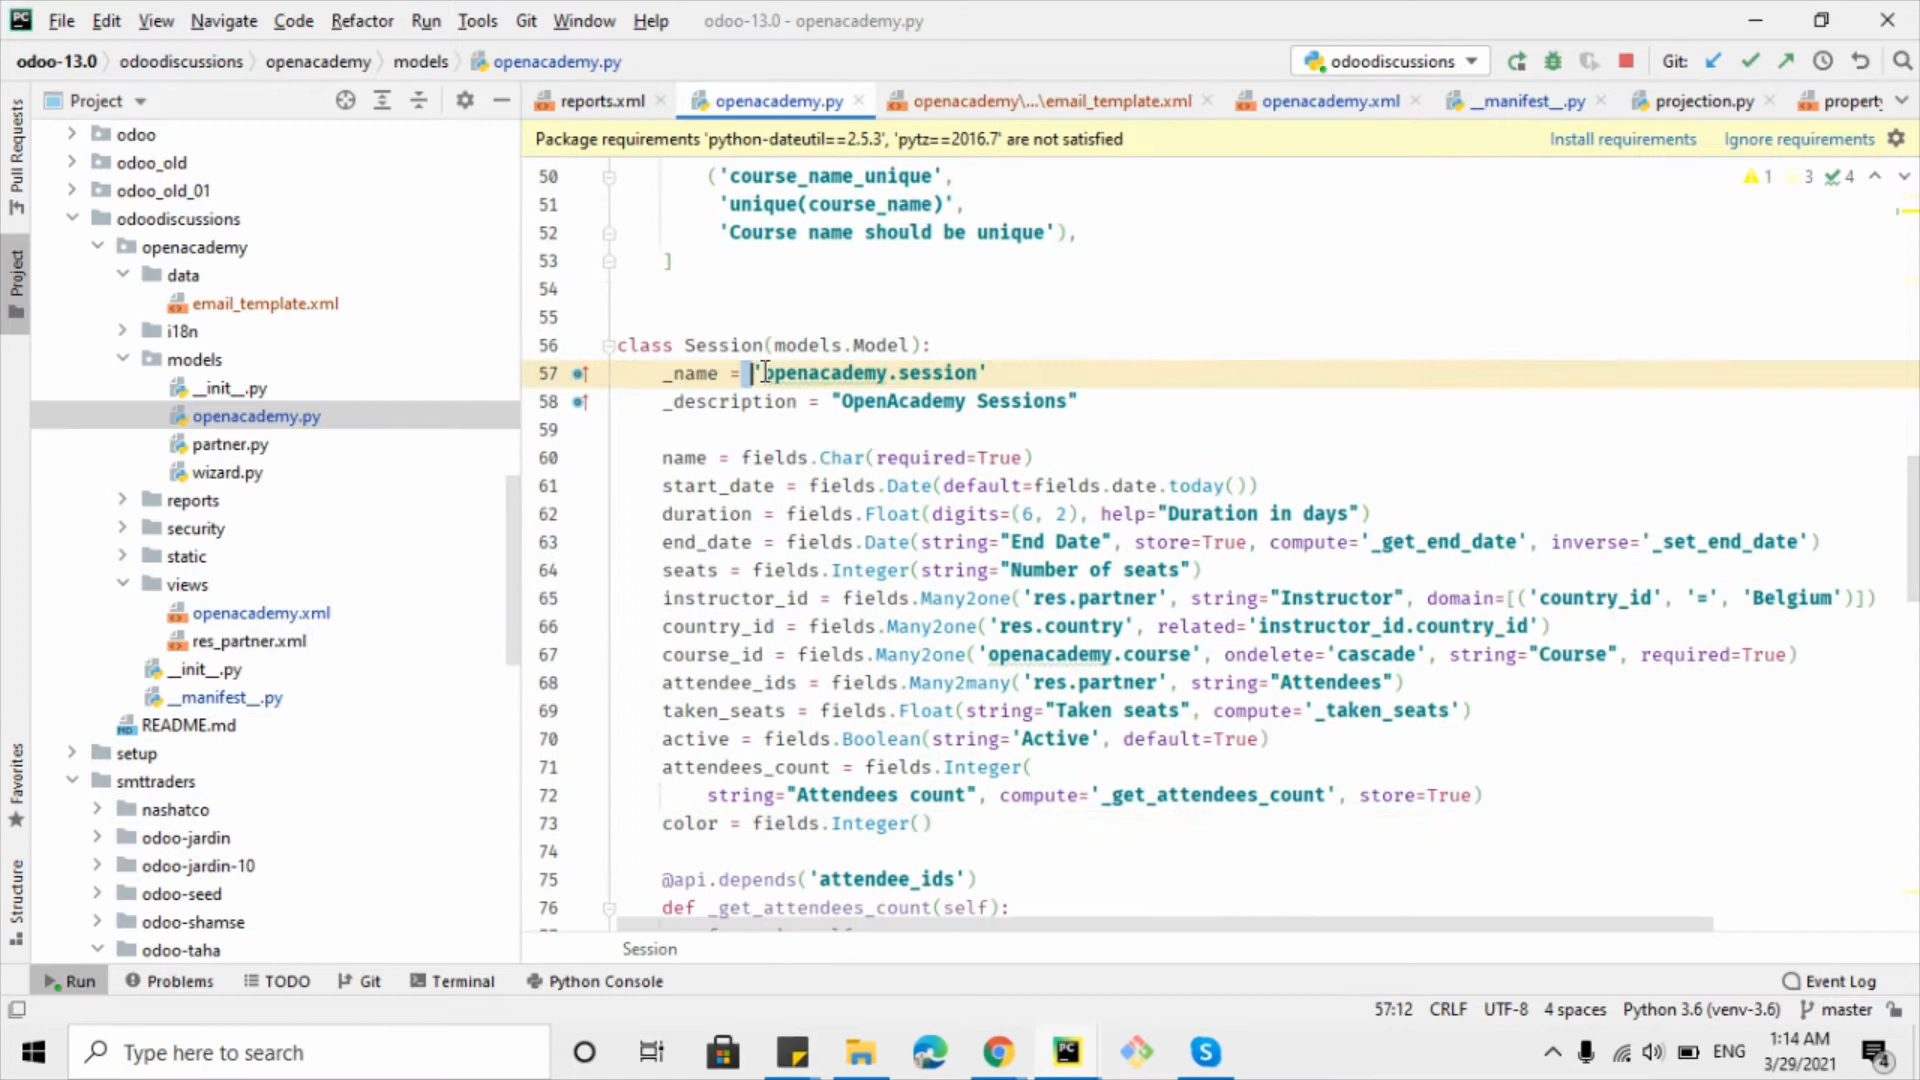 PC File Edit View Navigate Code Refactor Run Tools Git Window Help odoo-13.0 - openacademy.py
odoo-13.0 odoodiscussions openacademy models openacademy.py odoodiscussions Git:
Project
reports.xml openacademy.py openacademy\...\email_template.xml openacademy.xml __manifest__.py projection.py property
Package requirements 'python-dateutil==2.5.3', 'pytz==2016.7' are not satisfied Install requirements Ignore requirements
Pull Requests
Project
Favorites
Structure
odoo
odoo_old
odoo_old_01
odoodiscussions
openacademy
data
email_template.xml
i18n
models
__init__.py
openacademy.py
partner.py
wizard.py
reports
security
static
views
openacademy.xml
res_partner.xml
__init__.py
__manifest__.py
README.md
setup
smttraders
nashatco
odoo-jardin
odoo-jardin-10
odoo-seed
odoo-shamse
odoo-taha
1 3 4
50 ('course_name_unique',
51 'unique(course_name)',
52 'Course name should be unique'),
53 ]
54
55
56 class Session(models.Model):
57 _name = 'openacademy.session'
58 _description = "OpenAcademy Sessions"
59
60 name = fields.Char(required=True)
61 start_date = fields.Date(default=fields.date.today())
62 duration = fields.Float(digits=(6, 2), help="Duration in days")
63 end_date = fields.Date(string="End Date", store=True, compute='_get_end_date', inverse='_set_end_date')
64 seats = fields.Integer(string="Number of seats")
65 instructor_id = fields.Many2one('res.partner', string="Instructor", domain=[('country_id', '=', 'Belgium')])
66 country_id = fields.Many2one('res.country', related='instructor_id.country_id')
67 course_id = fields.Many2one('openacademy.course', ondelete='cascade', string="Course", required=True)
68 attendee_ids = fields.Many2many('res.partner', string="Attendees")
69 taken_seats = fields.Float(string="Taken seats", compute='_taken_seats')
70 active = fields.Boolean(string='Active', default=True)
71 attendees_count = fields.Integer(
72 string="Attendees count", compute='_get_attendees_count', store=True)
73 color = fields.Integer()
74
75 @api.depends('attendee_ids')
76 def _get_attendees_count(self):
Session
Run Problems TODO Git Terminal Python Console Event Log
57:12 CRLF UTF-8 4 spaces Python 3.6 (venv-3.6) master
Type here to search
PC
S
ENG
1:14 AM
3/29/2021
4